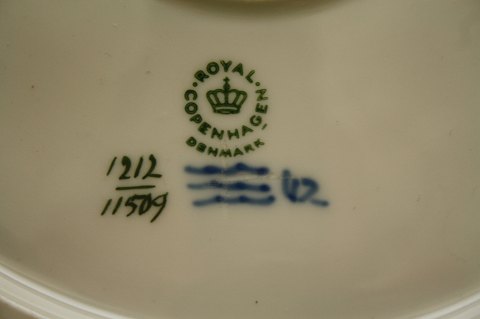 ROYAL
COPENHAGEN
DENMARK
1212
11509